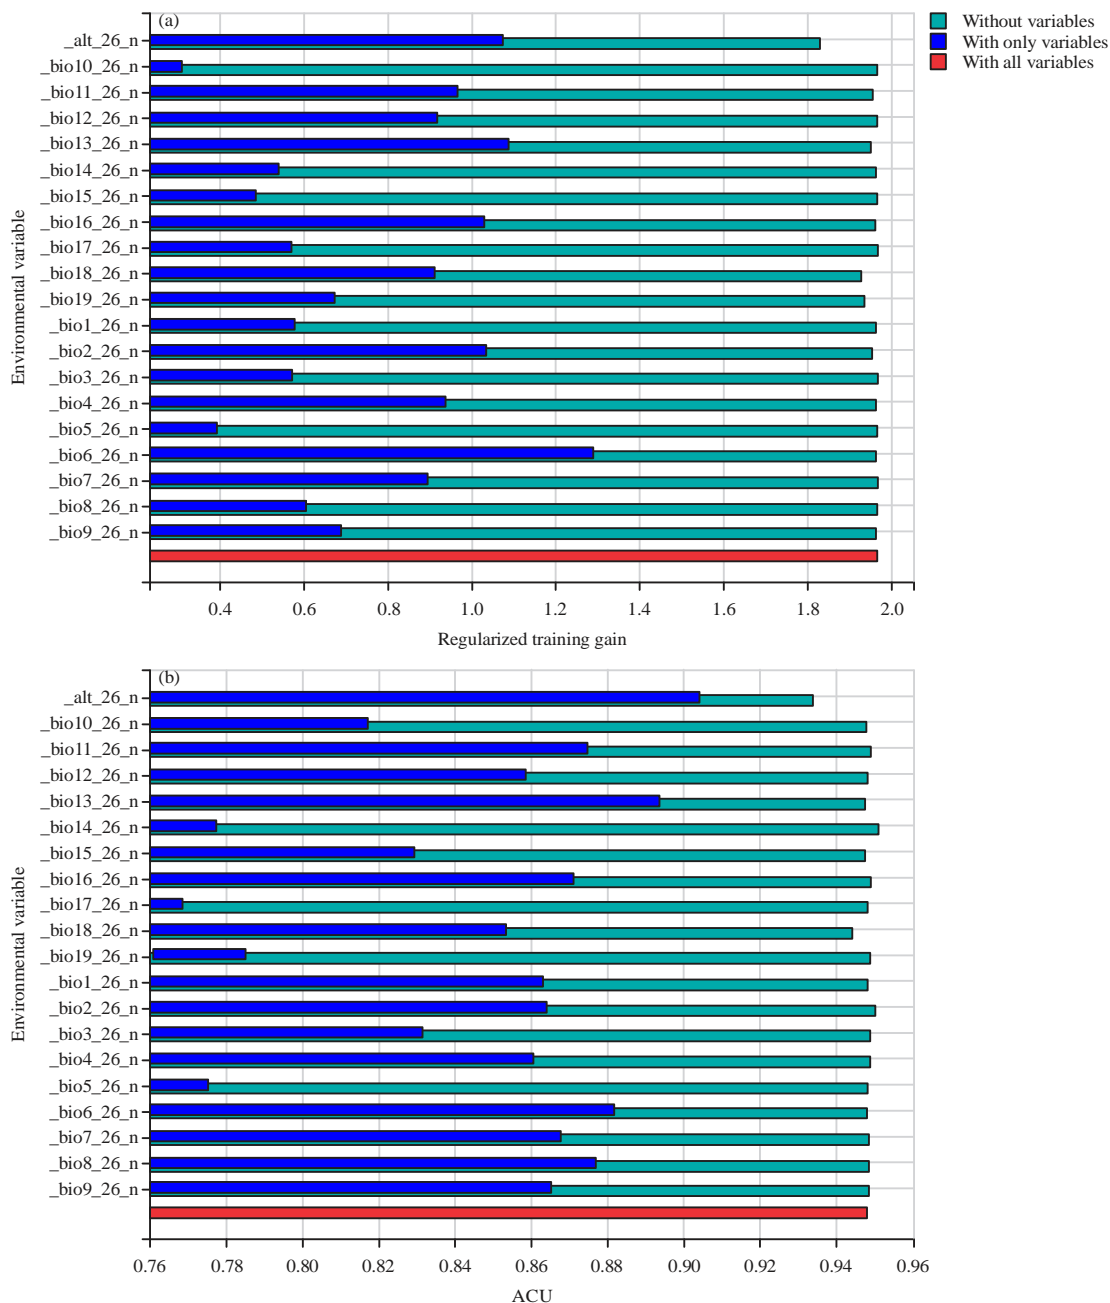 (a)
Without variables
With only variables
With all variables
Environmental variable
_alt_26_n
_bio10_26_n
_bio11_26_n
_bio12_26_n
_bio13_26_n
_bio14_26_n
_bio15_26_n
_bio16_26_n
_bio17_26_n
_bio18_26_n
_bio19_26_n
_bio1_26_n
_bio2_26_n
_bio3_26_n
_bio4_26_n
_bio5_26_n
_bio6_26_n
_bio7_26_n
_bio8_26_n
_bio9_26_n
0.4 0.6 0.8 1.0 1.2 1.4 1.6 1.8 2.0
Regularized training gain
(b)
Environmental variable
_alt_26_n
_bio10_26_n
_bio11_26_n
_bio12_26_n
_bio13_26_n
_bio14_26_n
_bio15_26_n
_bio16_26_n
_bio17_26_n
_bio18_26_n
_bio19_26_n
_bio1_26_n
_bio2_26_n
_bio3_26_n
_bio4_26_n
_bio5_26_n
_bio6_26_n
_bio7_26_n
_bio8_26_n
_bio9_26_n
0.76 0.78 0.80 0.82 0.84 0.86 0.88 0.90 0.92 0.94 0.96
ACU